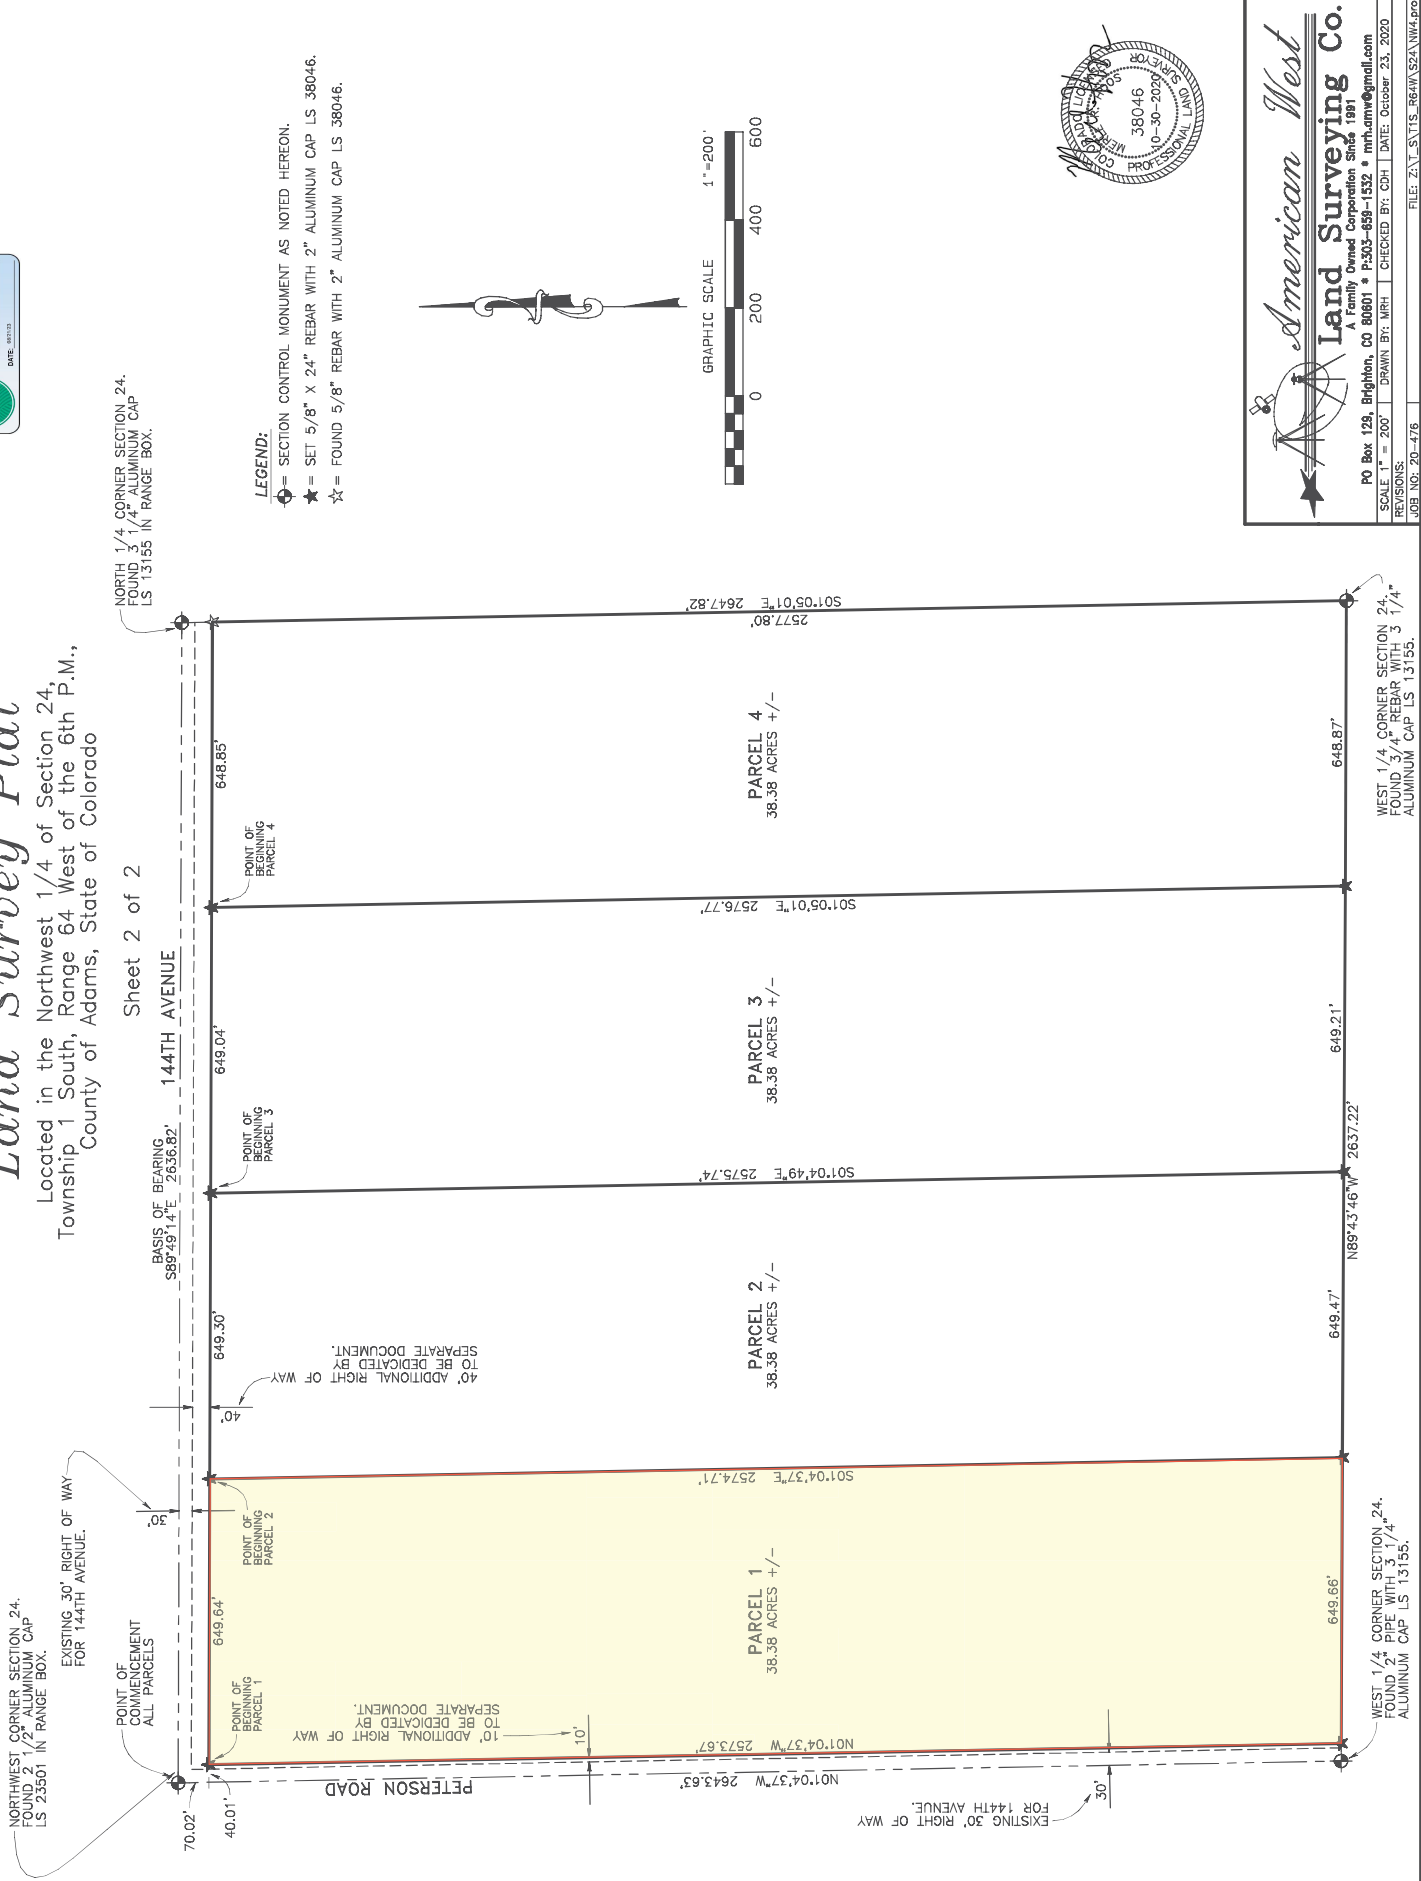 Land Survey Plat
Located in the Northwest 1/4 of Section 24,
Township 1 South, Range 64 West of the 6th P.M.,
County of Adams, State of Colorado
Sheet 2 of 2
DATE:
NORTHWEST CORNER SECTION 24.
FOUND 2 1/2" ALUMINUM CAP
LS 23501 IN RANGE BOX.
EXISTING 30' RIGHT OF WAY
FOR 144TH AVENUE.
POINT OF
COMMENCEMENT
ALL PARCELS
BASIS OF BEARING
S89°49'14"E 2636.82'
144TH AVENUE
NORTH 1/4 CORNER SECTION 24.
FOUND 3 1/4" ALUMINUM CAP
LS 13155 IN RANGE BOX.
70.02'
40.01'
30'
40'
649.64'
649.30'
649.04'
648.85'
POINT OF
BEGINNING
PARCEL 1
POINT OF
BEGINNING
PARCEL 2
POINT OF
BEGINNING
PARCEL 3
POINT OF
BEGINNING
PARCEL 4
40' ADDITIONAL RIGHT OF WAY
TO BE DEDICATED BY
SEPARATE DOCUMENT.
10' ADDITIONAL RIGHT OF WAY
TO BE DEDICATED BY
SEPARATE DOCUMENT.
10'
PETERSON ROAD
N01°04'37"W 2643.63'
N01°04'37"W 2573.67'
S01°04'37"E 2574.71'
S01°04'49"E 2575.74'
S01°05'01"E 2576.77'
2577.80'
S01°05'01"E 2647.82'
PARCEL 1
38.38 ACRES +/-
PARCEL 2
38.38 ACRES +/-
PARCEL 3
38.38 ACRES +/-
PARCEL 4
38.38 ACRES +/-
EXISTING 30' RIGHT OF WAY
FOR 144TH AVENUE.
30'
649.66'
649.47'
649.21'
648.87'
N89°43'46"W 2637.22'
WEST 1/4 CORNER SECTION 24.
FOUND 2" PIPE WITH 3 1/4"
ALUMINUM CAP LS 13155.
WEST 1/4 CORNER SECTION 24.
FOUND 3/4" REBAR WITH 3 1/4"
ALUMINUM CAP LS 13155.
LEGEND:
= SECTION CONTROL MONUMENT AS NOTED HEREON.
= SET 5/8" X 24" REBAR WITH 2" ALUMINUM CAP LS 38046.
= FOUND 5/8" REBAR WITH 2" ALUMINUM CAP LS 38046.
GRAPHIC SCALE 1"=200'
0 200 400 600
COLORADO LICENSED
38046
10-30-2020
PROFESSIONAL LAND SURVEYOR
American West
Land Surveying Co.
A Family Owned Corporation Since 1991
PO Box 129, Brighton, CO 80601 * P:303-659-1532 * mrh.amw@gmail.com
SCALE 1" = 200' DRAWN BY: MRH CHECKED BY: CDH DATE: October 23, 2020
REVISIONS:
JOB NO: 20-476 FILE: Z:\T_S\T1S_R64W\S24\NW4.pro